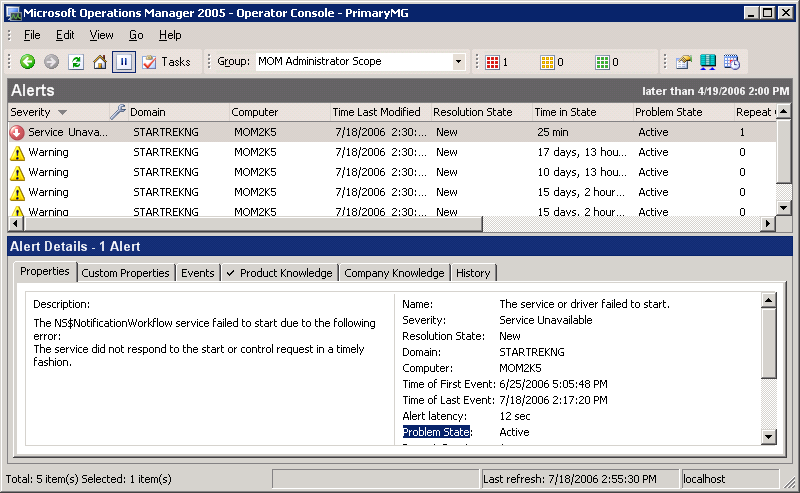 Microsoft Operations Manager 2005 - Operator Console - PrimaryMG
File Edit View Go Help
Tasks Group: MOM Administrator Scope 1 0 0
Alerts later than 4/19/2006 2:00 PM
Severity Domain Computer Time Last Modified Resolution State Time in State Problem State Repeat
Service Unava... STARTREKNG MOM2K5 7/18/2006 2:30:... New 25 min Active 1
Warning STARTREKNG MOM2K5 7/18/2006 2:30:... New 17 days, 13 hou... Active 0
Warning STARTREKNG MOM2K5 7/18/2006 2:30:... New 10 days, 13 hou... Active 0
Warning STARTREKNG MOM2K5 7/18/2006 2:30:... New 15 days, 2 hour... Active 0
Warning STARTREKNG MOM2K5 7/18/2006 2:30:... New 15 days, 2 hour... Active 0
Alert Details - 1 Alert
Properties Custom Properties Events Product Knowledge Company Knowledge History
Description:
The NS$NotificationWorkflow service failed to start due to the following
error:
The service did not respond to the start or control request in a timely
fashion.
Name: The service or driver failed to start.
Severity: Service Unavailable
Resolution State: New
Domain: STARTREKNG
Computer: MOM2K5
Time of First Event: 6/25/2006 5:05:48 PM
Time of Last Event: 7/18/2006 2:17:20 PM
Alert latency: 12 sec
Problem State: Active
Total: 5 item(s) Selected: 1 item(s) Last refresh: 7/18/2006 2:55:30 PM localhost